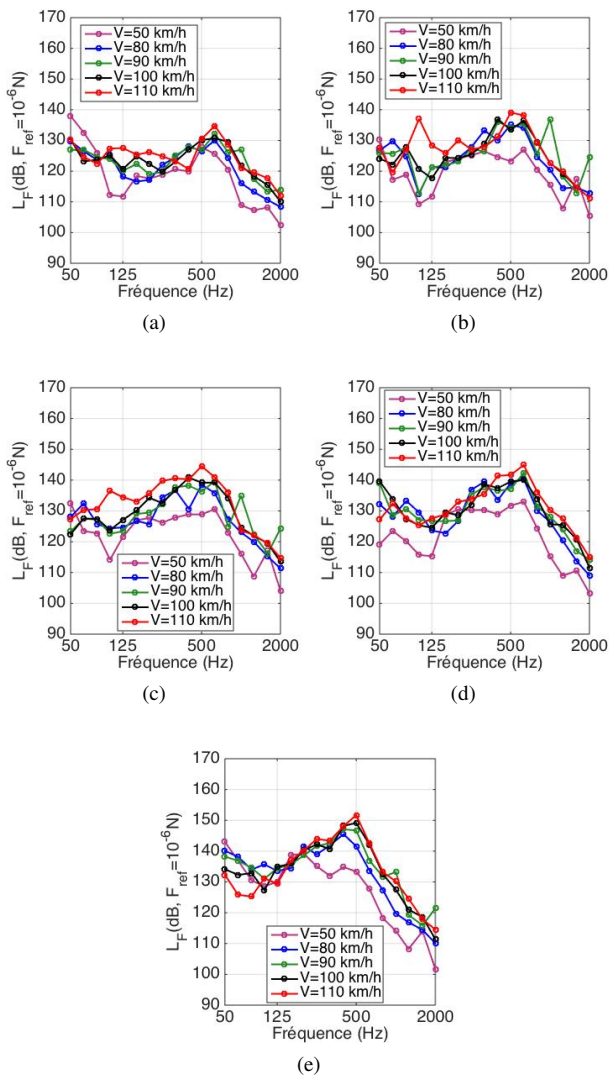 170
160
150
140
130
120
110
100
90
L_F(dB, F_ref=10^-6N)
V=50 km/h
V=80 km/h
V=90 km/h
V=100 km/h
V=110 km/h
50 125 500 2000
Fréquence (Hz)
(a)
170
160
150
140
130
120
110
100
90
L_F(dB, F_ref=10^-6N)
V=50 km/h
V=80 km/h
V=90 km/h
V=100 km/h
V=110 km/h
50 125 500 2000
Fréquence (Hz)
(b)
170
160
150
140
130
120
110
100
90
L_F(dB, F_ref=10^-6N)
V=50 km/h
V=80 km/h
V=90 km/h
V=100 km/h
V=110 km/h
50 125 500 2000
Fréquence (Hz)
(c)
170
160
150
140
130
120
110
100
90
L_F(dB, F_ref=10^-6N)
V=50 km/h
V=80 km/h
V=90 km/h
V=100 km/h
V=110 km/h
50 125 500 2000
Fréquence (Hz)
(d)
170
160
150
140
130
120
110
100
90
L_F(dB, F_ref=10^-6N)
V=50 km/h
V=80 km/h
V=90 km/h
V=100 km/h
V=110 km/h
50 125 500 2000
Fréquence (Hz)
(e)